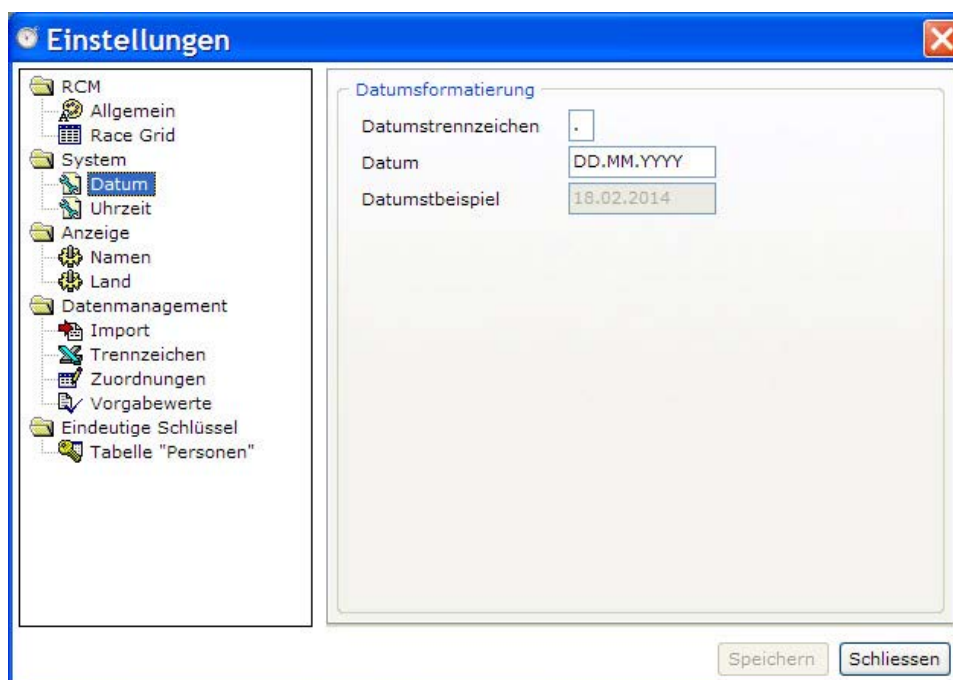 Einstellungen
RCM
Allgemein
Race Grid
System
Datum
Uhrzeit
Anzeige
Namen
Land
Datenmanagement
Import
Trennzeichen
Zuordnungen
Vorgabewerte
Eindeutige Schlüssel
Tabelle "Personen"
Datumsformatierung
Datumstrennzeichen .
Datum DD.MM.YYYY
Datumstbeispiel 18.02.2014
Speichern Schliessen